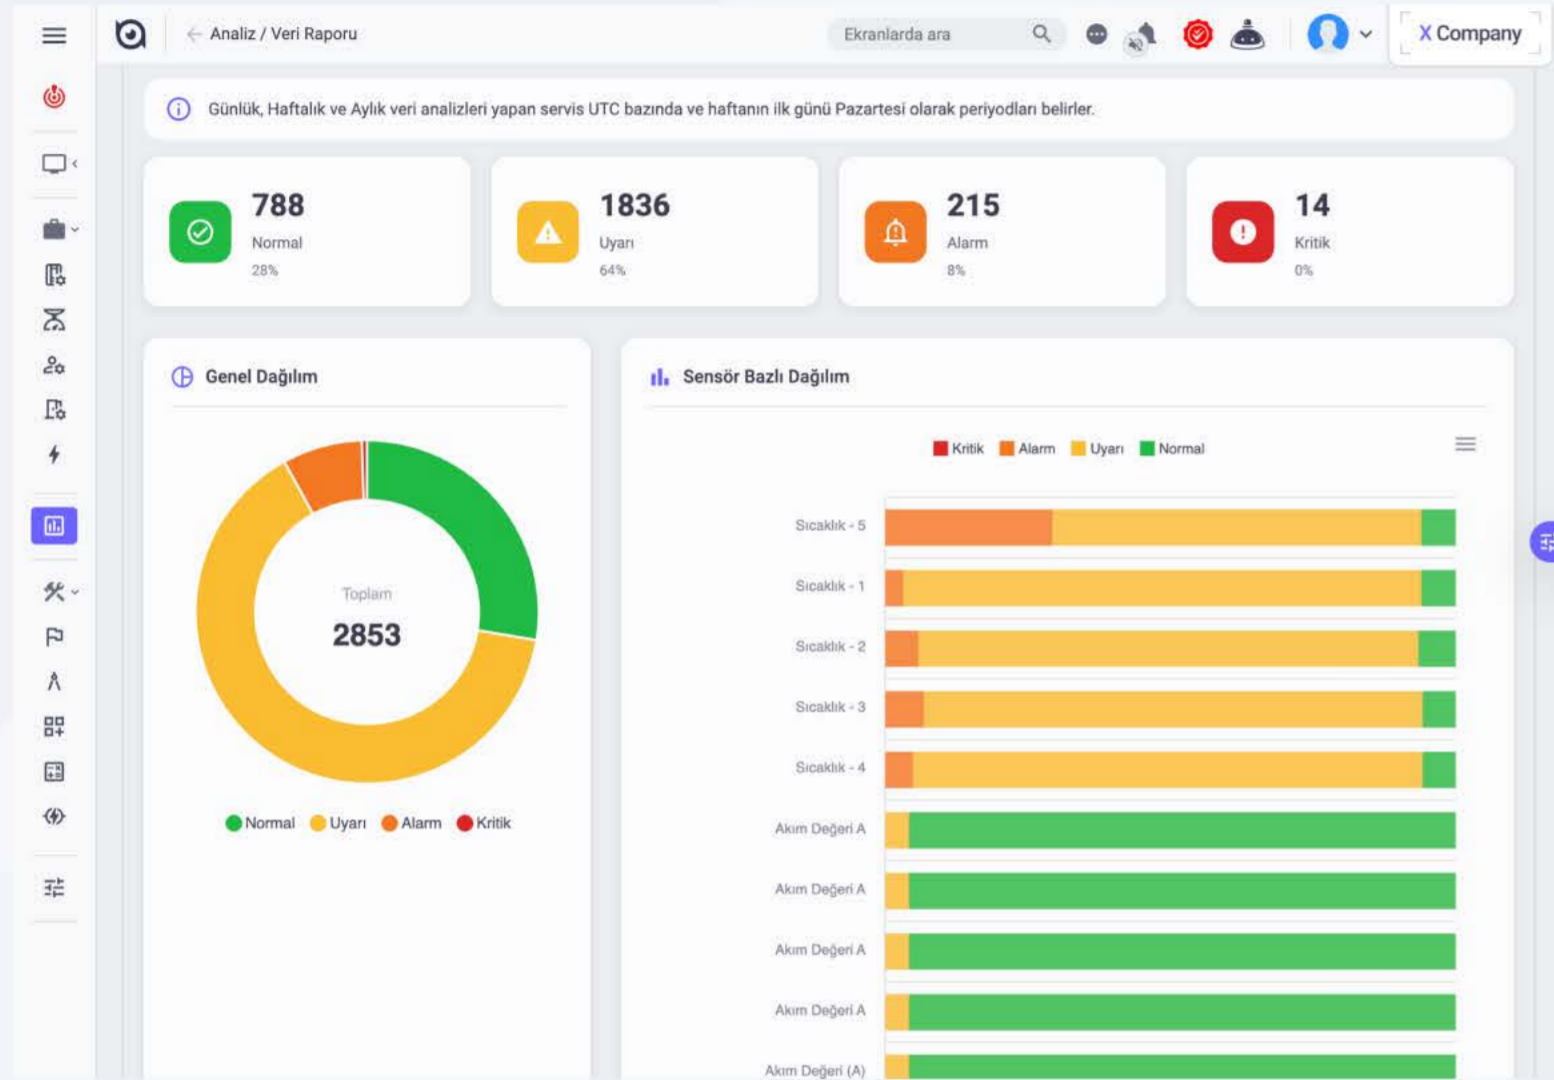 Analiz / Veri Raporu
Ekranlarda ara
X Company
Günlük, Haftalık ve Aylık veri analizleri yapan servis UTC bazında ve haftanın ilk günü Pazartesi olarak periyodları belirler.
788
Normal
28%
1836
Uyarı
64%
215
Alarm
8%
14
Kritik
0%
Genel Dağılım
Toplam
2853
Normal Uyarı Alarm Kritik
Sensör Bazlı Dağılım
Kritik Alarm Uyarı Normal
Sıcaklık - 5
Sıcaklık - 1
Sıcaklık - 2
Sıcaklık - 3
Sıcaklık - 4
Akım Değeri A
Akım Değeri A
Akım Değeri A
Akım Değeri A
Akım Değeri (A)